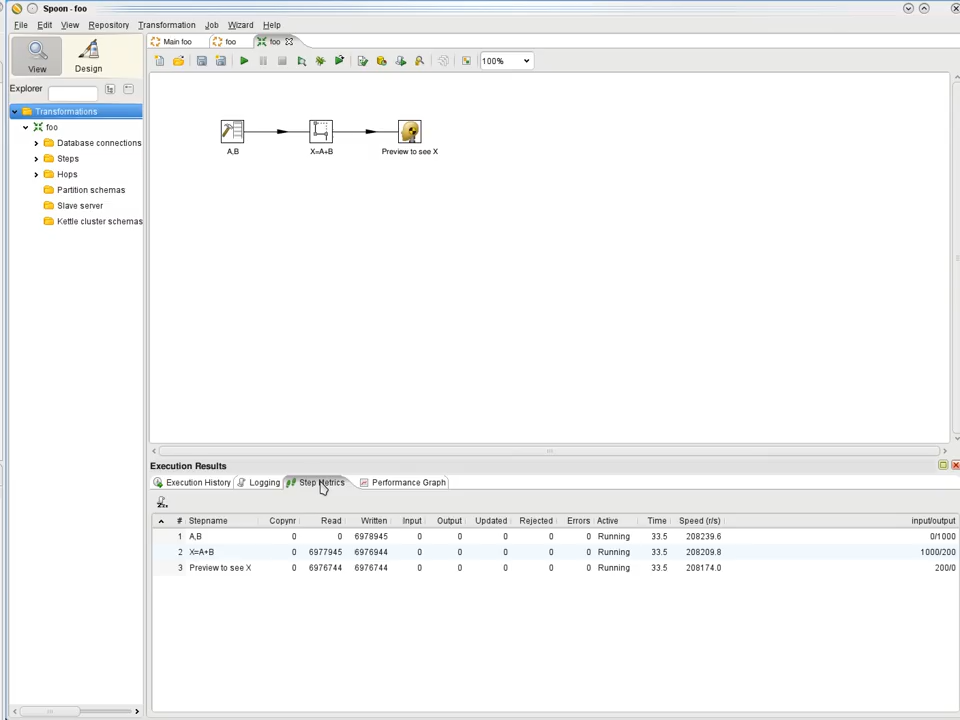 Spoon - foo
File Edit View Repository Transformation Job Wizard Help
View Design
Main foo foo foo
100%
Explorer
Transformations
foo
Database connections
Steps
Hops
Partition schemas
Slave server
Kettle cluster schemas
A,B X=A+B Preview to see X
Execution Results
Execution History Logging Step Metrics Performance Graph
# Stepname Copynr Read Written Input Output Updated Rejected Errors Active Time Speed (r/s) input/output
1 A,B 0 0 6978945 0 0 0 0 0 Running 33.5 208239.6 0/1000
2 X=A+B 0 6977945 6976944 0 0 0 0 0 Running 33.5 208209.8 1000/200
3 Preview to see X 0 6976744 6976744 0 0 0 0 0 Running 33.5 208174.0 200/0